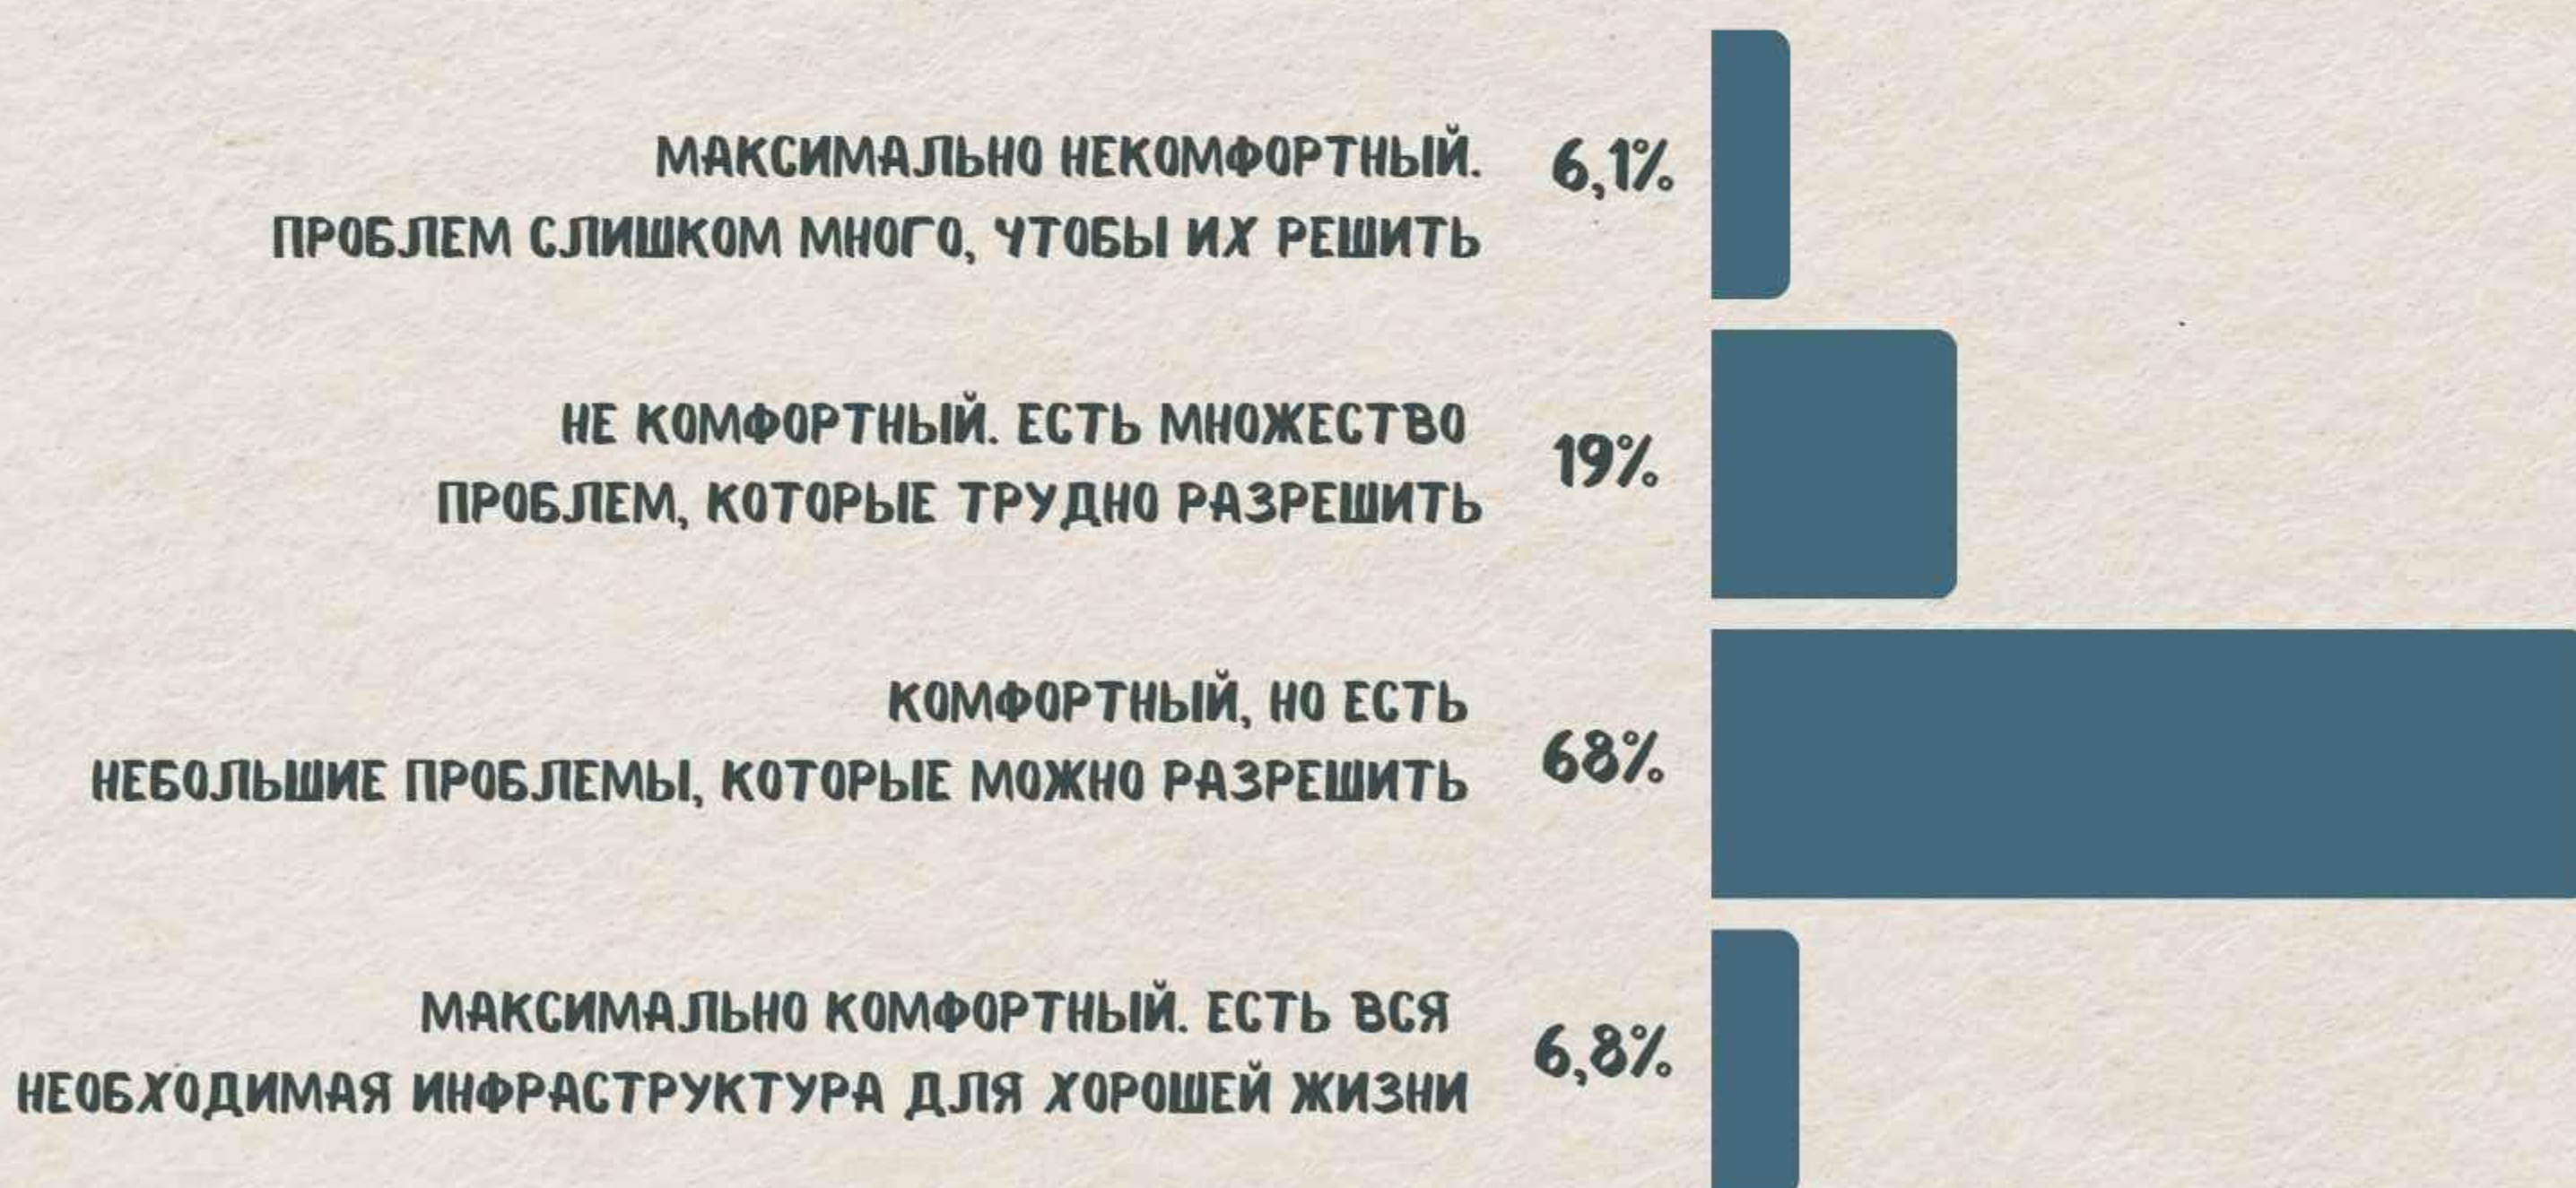 МАКСИМАЛЬНО НЕКОМФОРТНЫЙ.
ПРОБЛЕМ СЛИШКОМ МНОГО, ЧТОБЫ ИХ РЕШИТЬ
6,1%
НЕ КОМФОРТНЫЙ. ЕСТЬ МНОЖЕСТВО
ПРОБЛЕМ, КОТОРЫЕ ТРУДНО РАЗРЕШИТЬ
19%
КОМФОРТНЫЙ, НО ЕСТЬ
НЕБОЛЬШИЕ ПРОБЛЕМЫ, КОТОРЫЕ МОЖНО РАЗРЕШИТЬ
68%
МАКСИМАЛЬНО КОМФОРТНЫЙ. ЕСТЬ ВСЯ
НЕОБХОДИМАЯ ИНФРАСТРУКТУРА ДЛЯ ХОРОШЕЙ ЖИЗНИ
6,8%